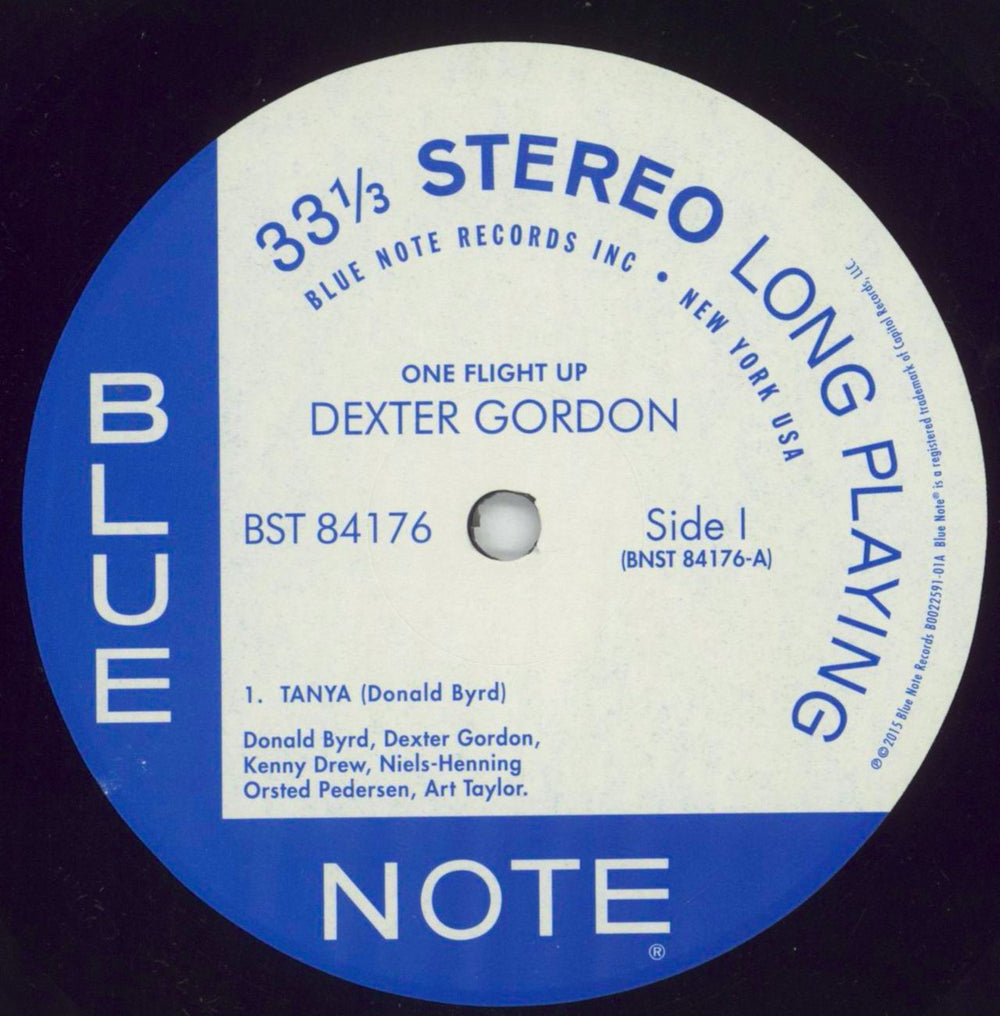 33⅓ STEREO LONG PLAYING
BLUE NOTE RECORDS INC • NEW YORK USA
ONE FLIGHT UP
DEXTER GORDON
BST 84176
Side I
(BNST 84176-A)
1. TANYA (Donald Byrd)
Donald Byrd, Dexter Gordon,
Kenny Drew, Niels-Henning
Orsted Pedersen, Art Taylor.
℗ © 2015 Blue Note Records B0022591-01A Blue Note® is a registered trademark of Capitol Records, LLC.
BLUE
NOTE®